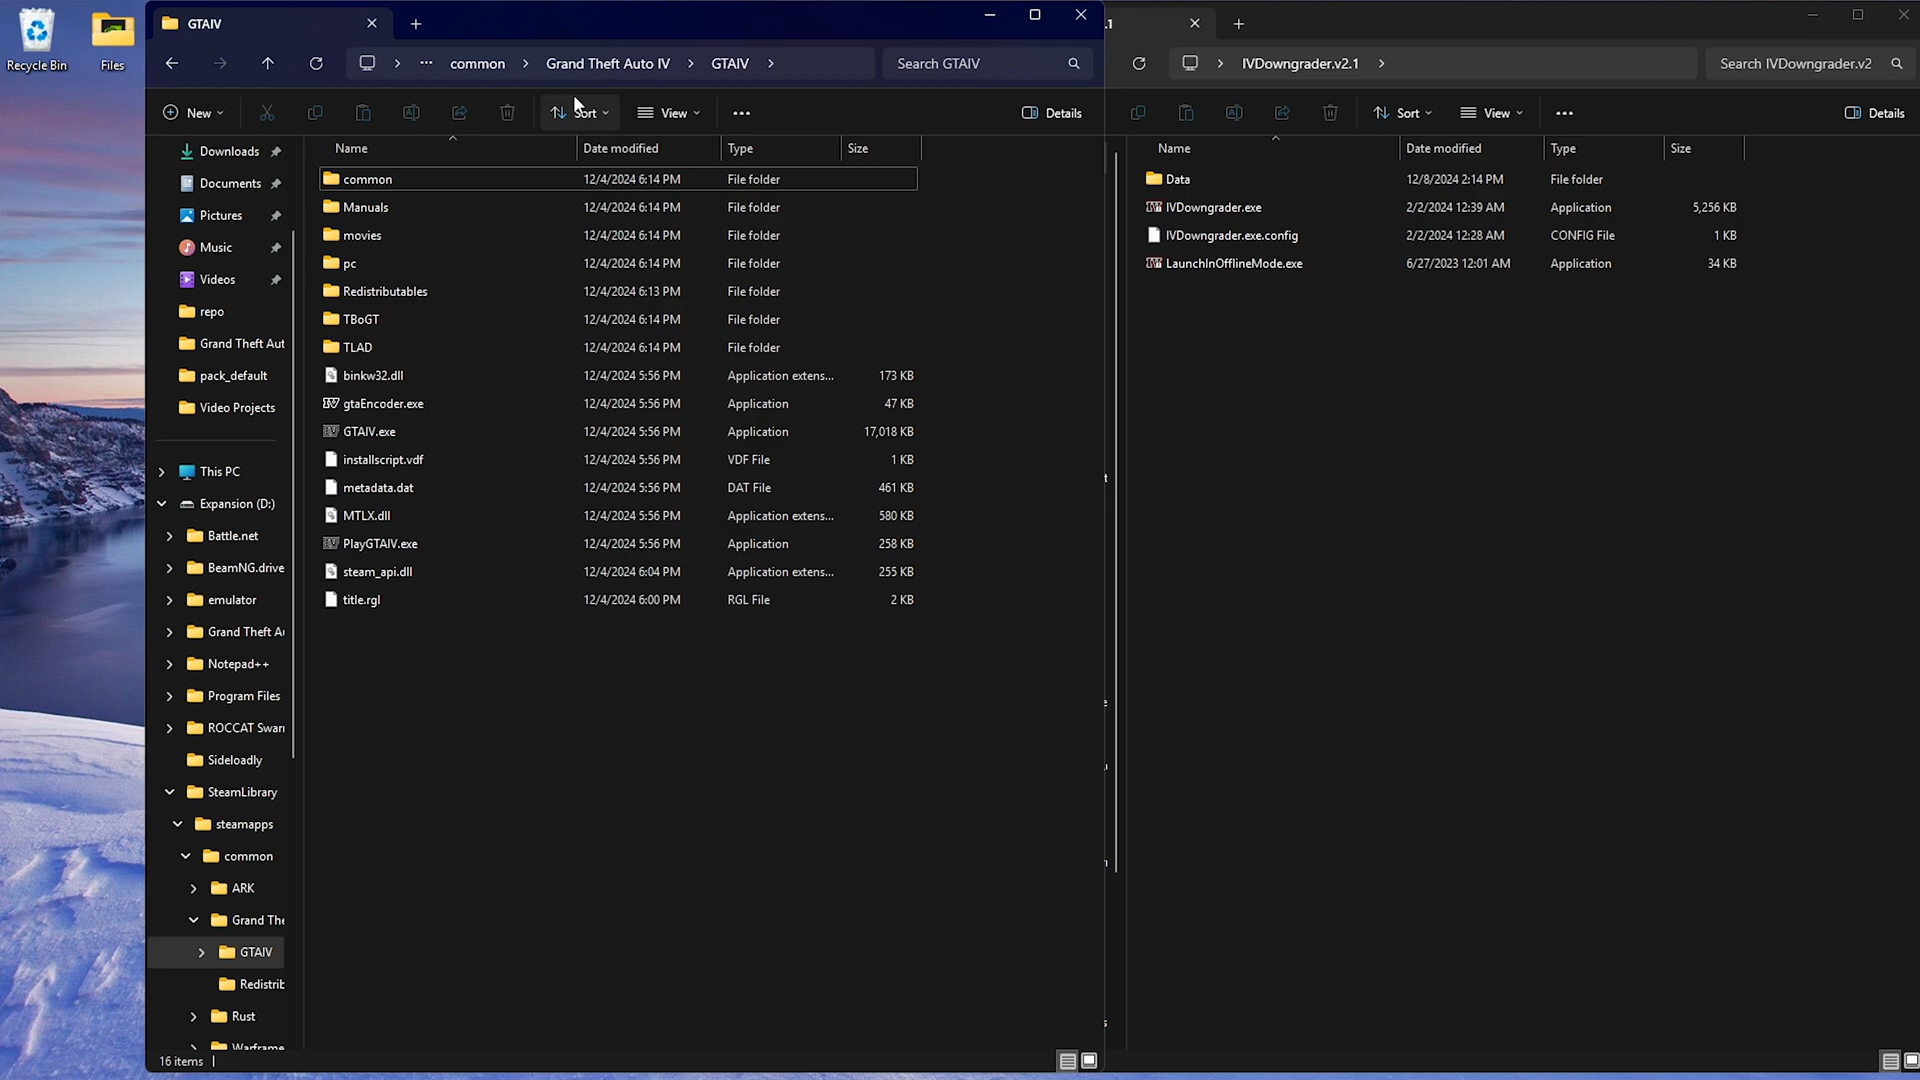 Recycle Bin
Files
GTAIV
common
Grand Theft Auto IV
GTAIV
Search GTAIV
New
Sort
View
Details
Name
Date modified
Type
Size
Downloads
Documents
Pictures
Music
Videos
repo
Grand Theft Aut
pack_default
Video Projects
This PC
Expansion (D:)
Battle.net
BeamNG.drive
emulator
Grand Theft Au
Notepad++
Program Files
ROCCAT Swarm
Sideloadly
SteamLibrary
steamapps
common
ARK
Grand The
GTAIV
Redistrib
Rust
Warframe
common 12/4/2024 6:14 PM File folder
Manuals 12/4/2024 6:14 PM File folder
movies 12/4/2024 6:14 PM File folder
pc 12/4/2024 6:14 PM File folder
Redistributables 12/4/2024 6:13 PM File folder
TBoGT 12/4/2024 6:14 PM File folder
TLAD 12/4/2024 6:14 PM File folder
binkw32.dll 12/4/2024 5:56 PM Application extens... 173 KB
gtaEncoder.exe 12/4/2024 5:56 PM Application 47 KB
GTAIV.exe 12/4/2024 5:56 PM Application 17,018 KB
installscript.vdf 12/4/2024 5:56 PM VDF File 1 KB
metadata.dat 12/4/2024 5:56 PM DAT File 461 KB
MTLX.dll 12/4/2024 5:56 PM Application extens... 580 KB
PlayGTAIV.exe 12/4/2024 5:56 PM Application 258 KB
steam_api.dll 12/4/2024 6:04 PM Application extens... 255 KB
title.rgl 12/4/2024 6:00 PM RGL File 2 KB
16 items
.1
IVDowngrader.v2.1
Search IVDowngrader.v2
Sort
View
Details
Name
Date modified
Type
Size
Data 12/8/2024 2:14 PM File folder
IVDowngrader.exe 2/2/2024 12:39 AM Application 5,256 KB
IVDowngrader.exe.config 2/2/2024 12:28 AM CONFIG File 1 KB
LaunchInOfflineMode.exe 6/27/2023 12:01 AM Application 34 KB